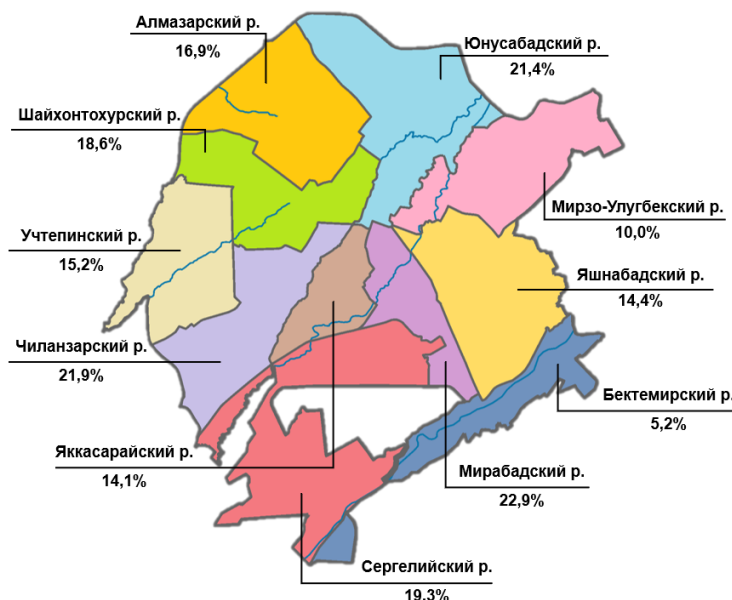 Алмазарский р.
16,9%
Юнусабадский р.
21,4%
Шайхонтохурский р.
18,6%
Мирзо-Улугбекский р.
10,0%
Учтепинский р.
15,2%
Яшнабадский р.
14,4%
Чиланзарский р.
21,9%
Бектемирский р.
5,2%
Яккасарайский р.
14,1%
Мирабадский р.
22,9%
Сергелийский р.
19,3%